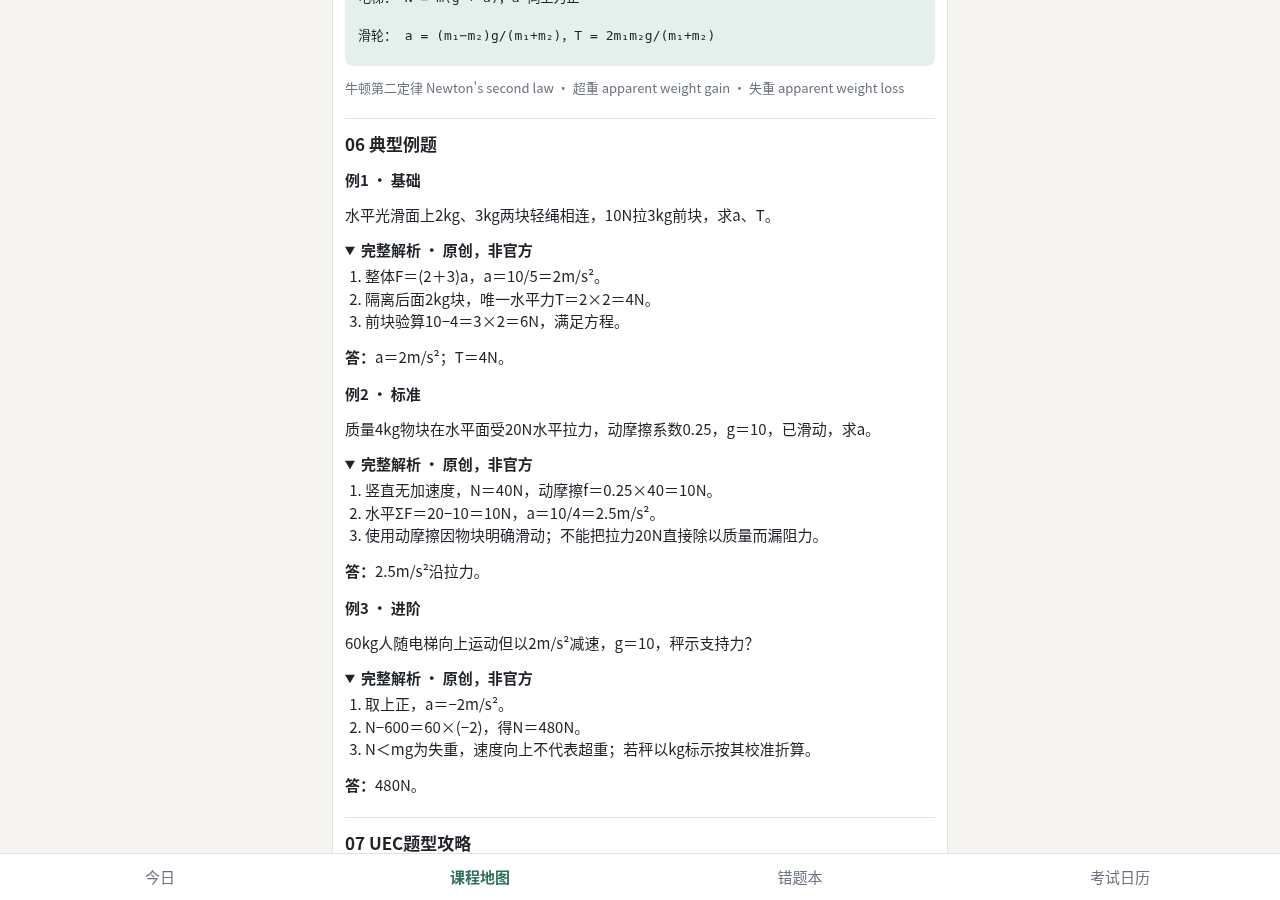 滑轮： a = (m₁−m₂)g/(m₁+m₂)，T = 2m₁m₂g/(m₁+m₂)
牛顿第二定律 Newton's second law · 超重 apparent weight gain · 失重 apparent weight loss
06 典型例题
例1 · 基础
水平光滑面上2kg、3kg两块轻绳相连，10N拉3kg前块，求a、T。
▼ 完整解析 · 原创，非官方
1. 整体F＝(2＋3)a，a＝10/5＝2m/s²。
2. 隔离后面2kg块，唯一水平力T＝2×2＝4N。
3. 前块验算10−4＝3×2＝6N，满足方程。
答：a＝2m/s²；T＝4N。
例2 · 标准
质量4kg物块在水平面受20N水平拉力，动摩擦系数0.25，g＝10，已滑动，求a。
▼ 完整解析 · 原创，非官方
1. 竖直无加速度，N＝40N，动摩擦f＝0.25×40＝10N。
2. 水平ΣF＝20−10＝10N，a＝10/4＝2.5m/s²。
3. 使用动摩擦因物块明确滑动；不能把拉力20N直接除以质量而漏阻力。
答：2.5m/s²沿拉力。
例3 · 进阶
60kg人随电梯向上运动但以2m/s²减速，g＝10，秤示支持力？
▼ 完整解析 · 原创，非官方
1. 取上正，a＝−2m/s²。
2. N−600＝60×(−2)，得N＝480N。
3. N＜mg为失重，速度向上不代表超重；若秤以kg标示按其校准折算。
答：480N。
07 UEC题型攻略
今日
课程地图
错题本
考试日历